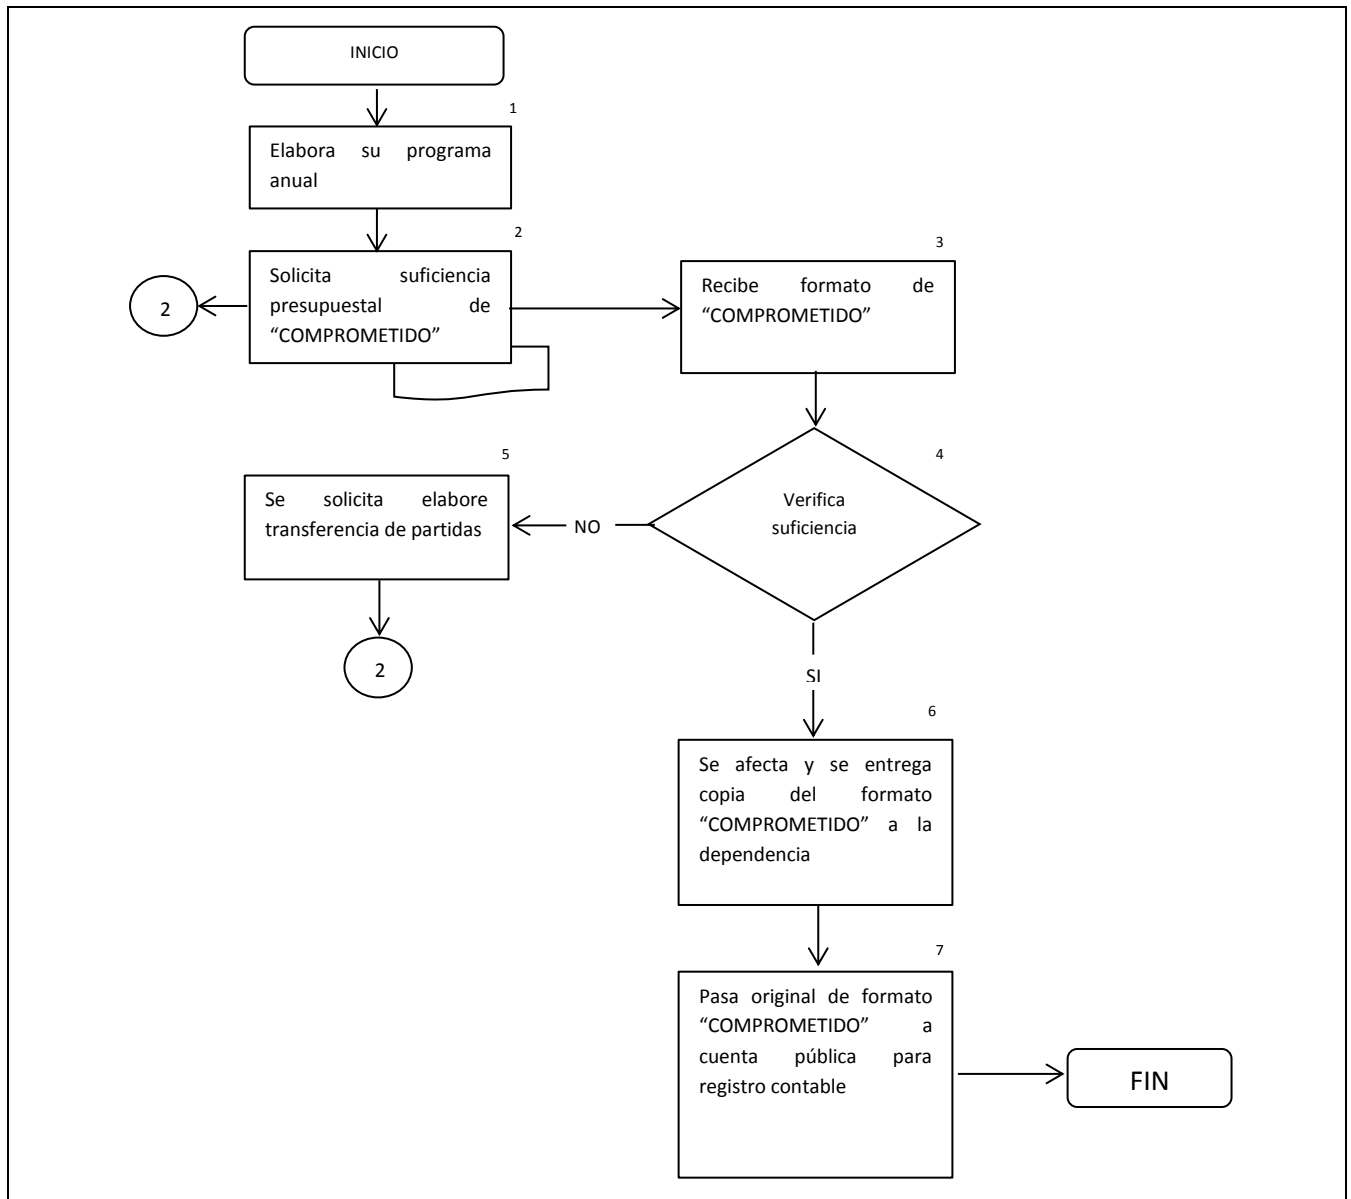 INICIO
1
Elabora su programa
anual
2
Solicita suficiencia
presupuestal de
“COMPROMETIDO”
2
3
Recibe formato de
“COMPROMETIDO”
4
Verifica
suficiencia
NO
5
Se solicita elabore
transferencia de partidas
2
SI
6
Se afecta y se entrega
copia del formato
“COMPROMETIDO” a la
dependencia
7
Pasa original de formato
“COMPROMETIDO” a
cuenta pública para
registro contable
FIN